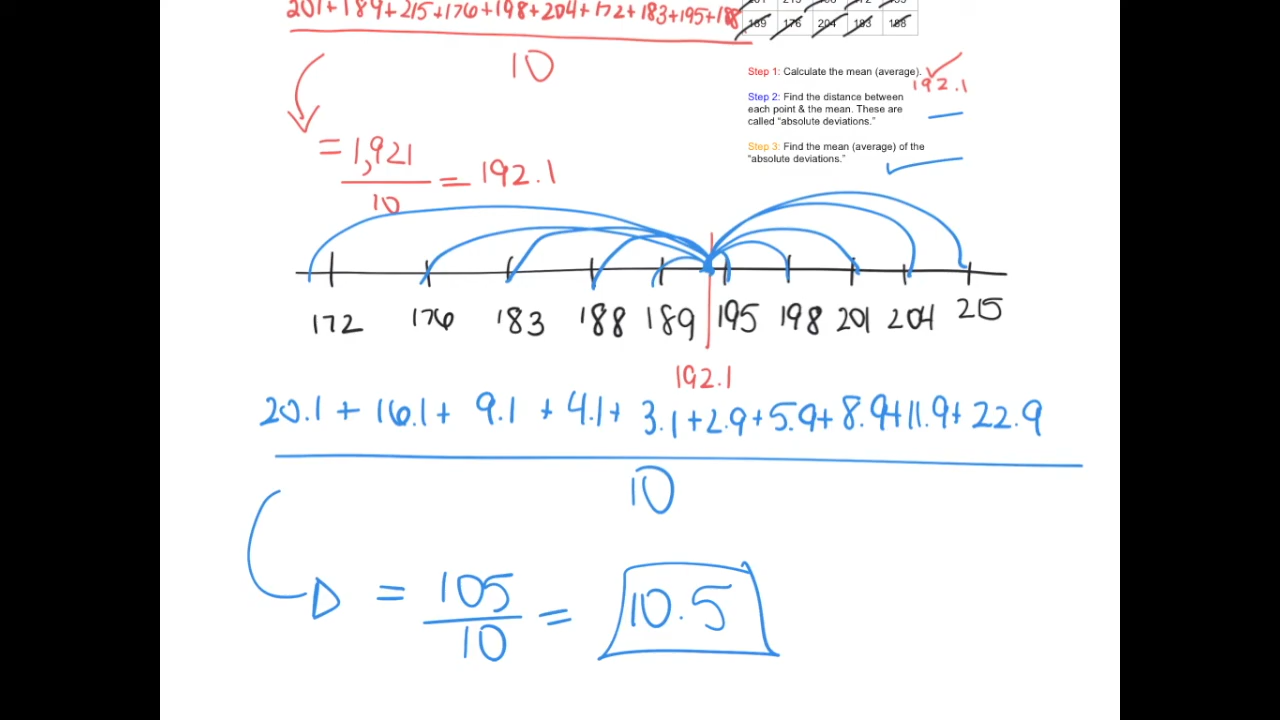 201+189+215+176+198+204+172+183+195+188
10
189 176 204 183 188
Step 1: Calculate the mean (average).
192.1
Step 2: Find the distance between
each point & the mean. These are
called “absolute deviations.”
Step 3: Find the mean (average) of the
“absolute deviations.”
= 1,921
10
= 192.1
172 176 183 188 189 195 198 201 204 215
192.1
20.1 + 16.1 + 9.1 + 4.1 + 3.1 + 2.9 + 5.9 + 8.9 + 11.9 + 22.9
10
= 105
10
= 10.5